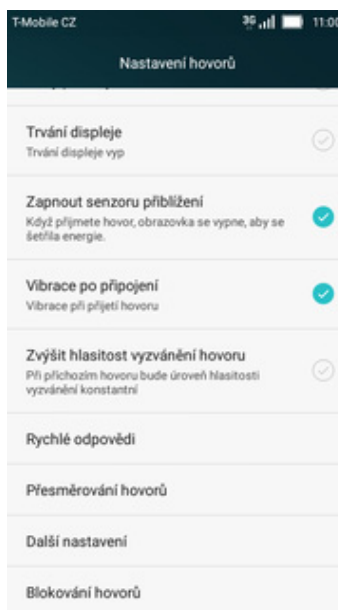 T-Mobile CZ 3G 11:00
Nastavení hovorů
Trvání displeje
Trvání displeje vyp
Zapnout senzoru přiblížení
Když přijmete hovor, obrazovka se vypne, aby se
šetřila energie.
Vibrace po připojení
Vibrace při přijetí hovoru
Zvýšit hlasitost vyzvánění hovoru
Při příchozím hovoru bude úroveň hlasitosti
vyzvánění konstantní
Rychlé odpovědi
Přesměrování hovorů
Další nastavení
Blokování hovorů